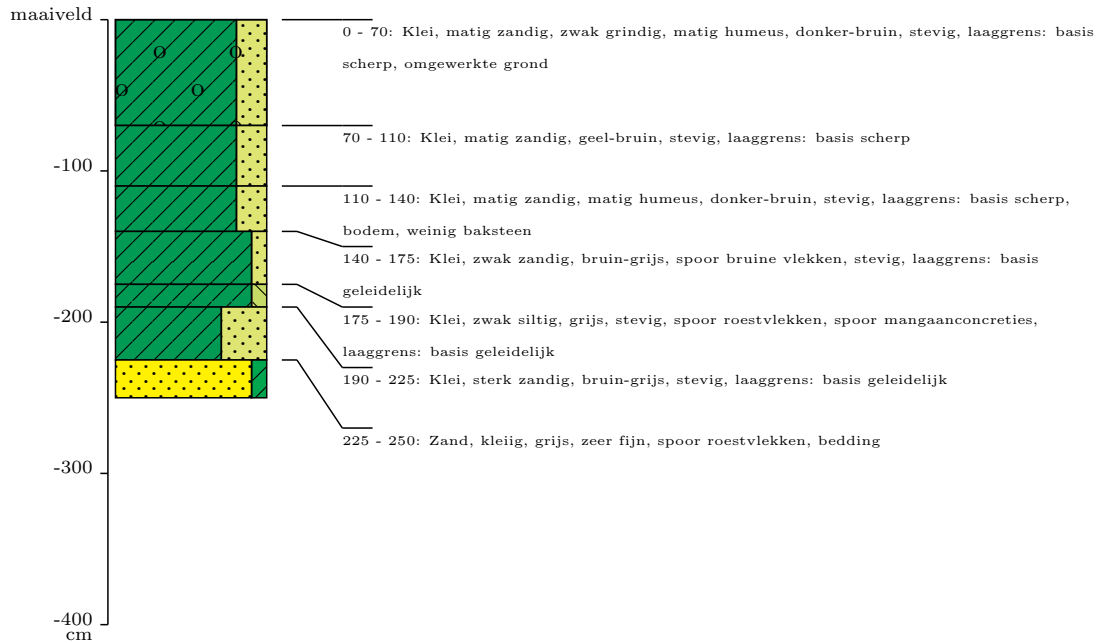 maaiveld
0 - 70: Klei, matig zandig, zwak grindig, matig humeus, donker-bruin, stevig, laaggrens: basis
scherp, omgewerkte grond
70 - 110: Klei, matig zandig, geel-bruin, stevig, laaggrens: basis scherp
-100
110 - 140: Klei, matig zandig, matig humeus, donker-bruin, stevig, laaggrens: basis scherp,
bodem, weinig baksteen
140 - 175: Klei, zwak zandig, bruin-grijs, spoor bruine vlekken, stevig, laaggrens: basis
geleidelijk
-200
175 - 190: Klei, zwak siltig, grijs, stevig, spoor roestvlekken, spoor mangaanconcreties,
laaggrens: basis geleidelijk
190 - 225: Klei, sterk zandig, bruin-grijs, stevig, laaggrens: basis geleidelijk
225 - 250: Zand, kleiig, grijs, zeer fijn, spoor roestvlekken, bedding
-300
-400
cm